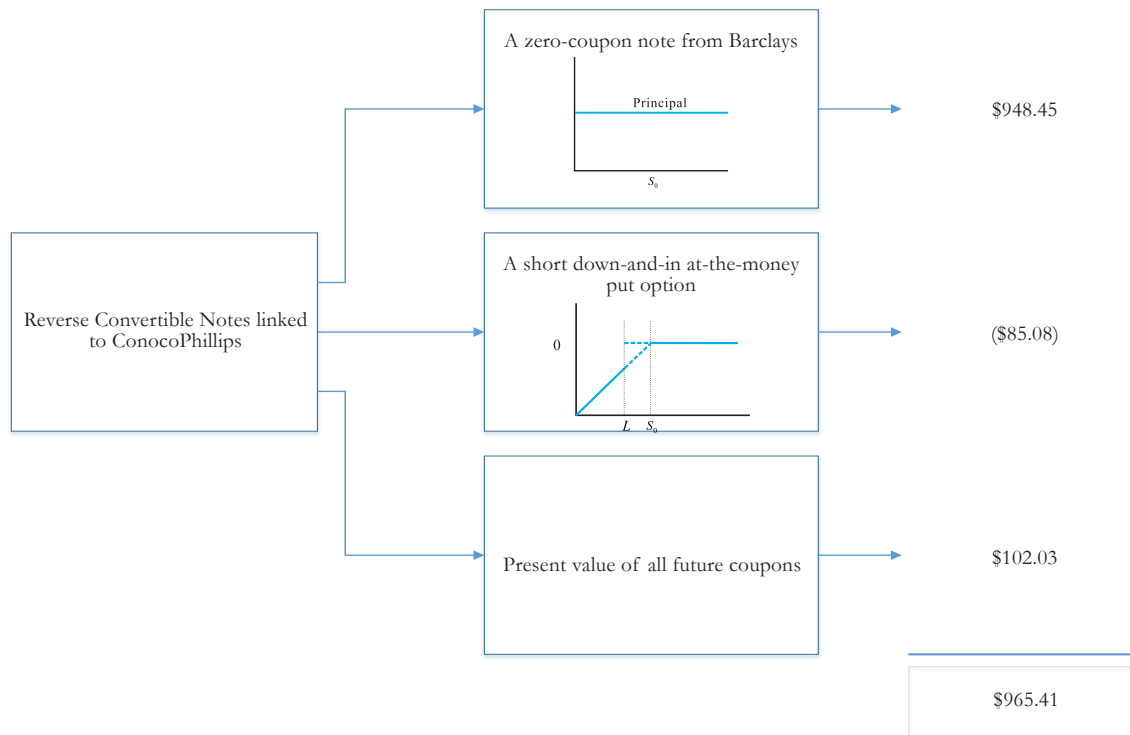 A zero-coupon note from Barclays
Principal
S₀
$948.45
Reverse Convertible Notes linked
to ConocoPhillips
A short down-and-in at-the-money
put option
0
L S₀
($85.08)
Present value of all future coupons
$102.03
$965.41